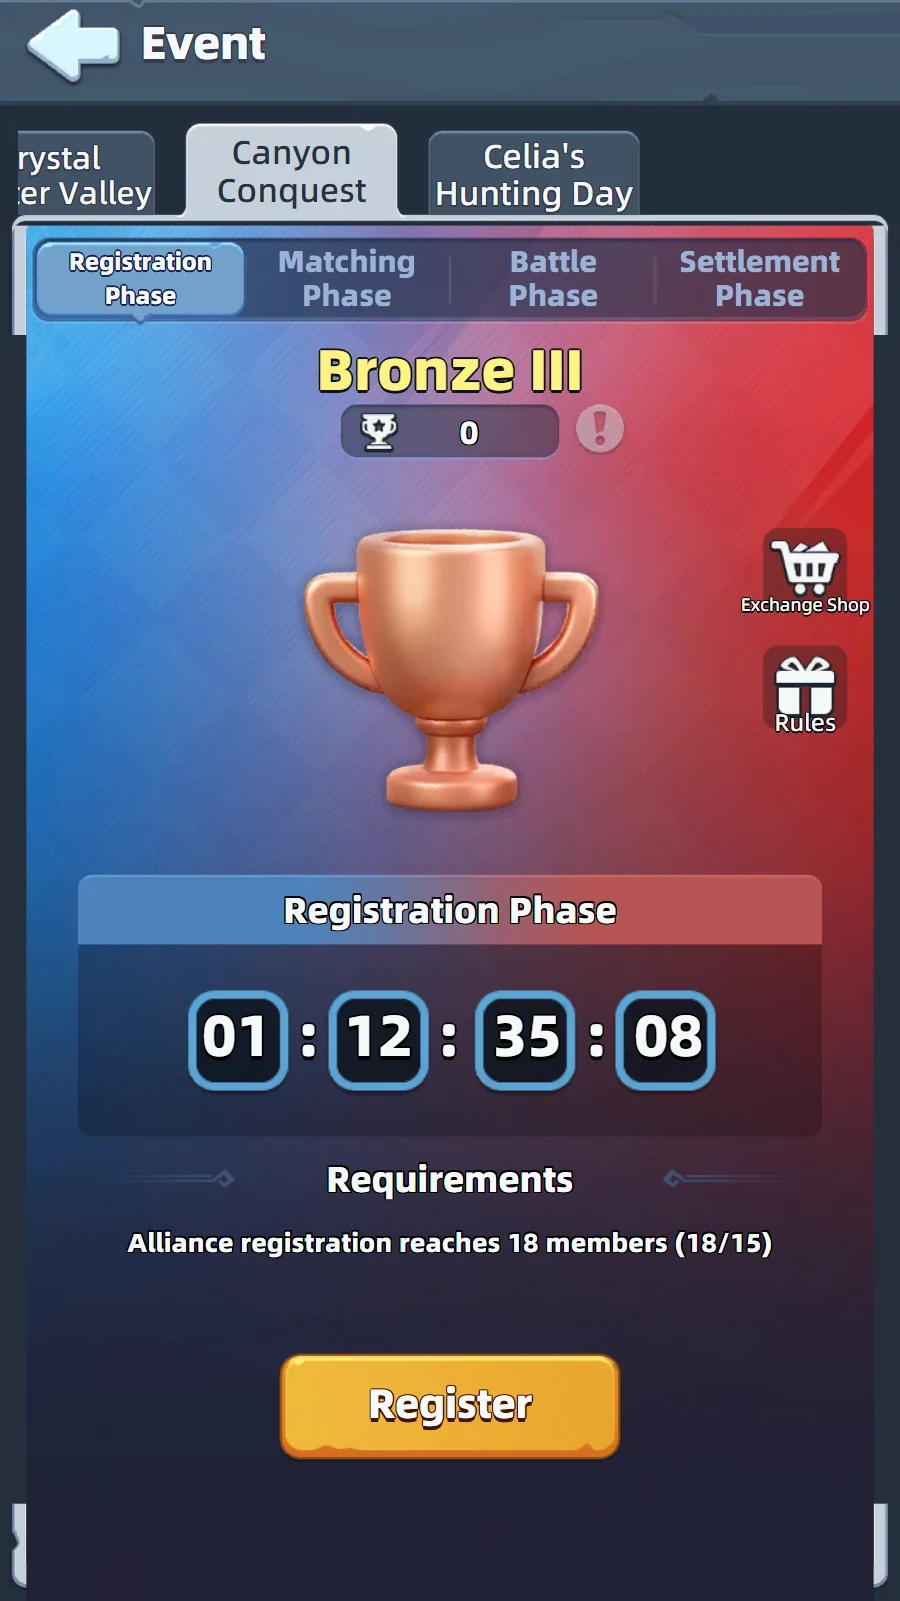 Event
rystal
er Valley
Canyon
Conquest
Celia's
Hunting Day
Registration
Phase
Matching
Phase
Battle
Phase
Settlement
Phase
Bronze III
0
Exchange Shop
Rules
Registration Phase
01 : 12 : 35 : 08
Requirements
Alliance registration reaches 18 members (18/15)
Register